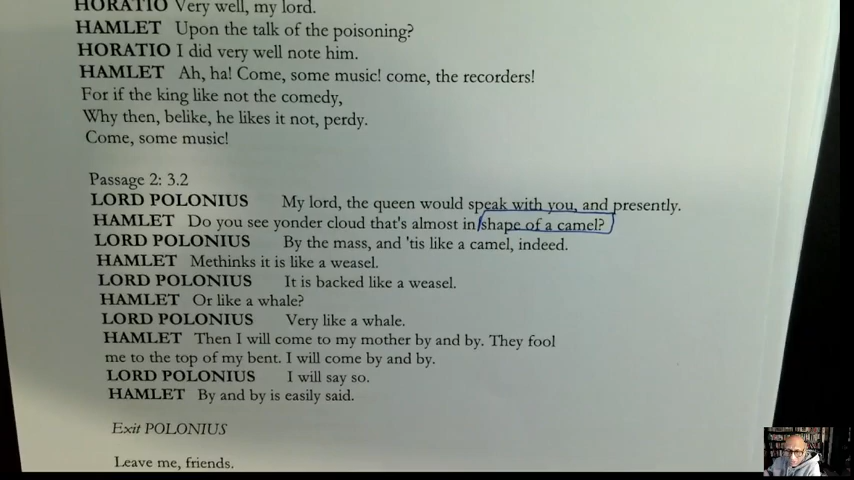 HORATIO Very well, my lord.
HAMLET Upon the talk of the poisoning?
HORATIO I did very well note him.
HAMLET Ah, ha! Come, some music! come, the recorders!
For if the king like not the comedy,
Why then, belike, he likes it not, perdy.
Come, some music!
Passage 2: 3.2
LORD POLONIUS My lord, the queen would speak with you, and presently.
HAMLET Do you see yonder cloud that's almost in shape of a camel?
LORD POLONIUS By the mass, and 'tis like a camel, indeed.
HAMLET Methinks it is like a weasel.
LORD POLONIUS It is backed like a weasel.
HAMLET Or like a whale?
LORD POLONIUS Very like a whale.
HAMLET Then I will come to my mother by and by. They fool
me to the top of my bent. I will come by and by.
LORD POLONIUS I will say so.
HAMLET By and by is easily said.
Exit POLONIUS
Leave me, friends.